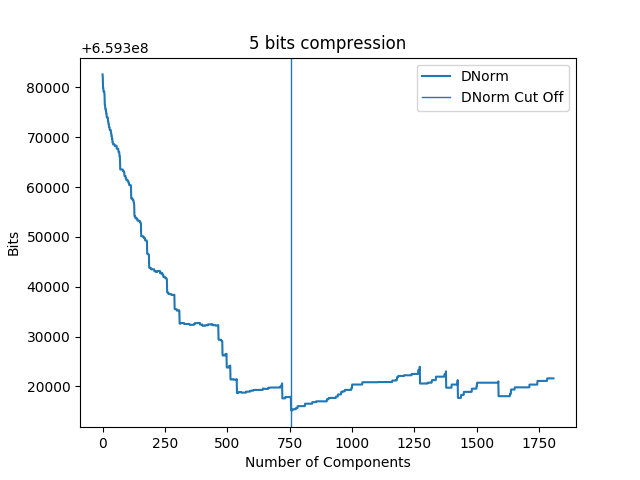 5 bits compression
+6.593e8
DNorm
DNorm Cut Off
80000
70000
60000
50000
40000
30000
20000
Bits
0 250 500 750 1000 1250 1500 1750
Number of Components